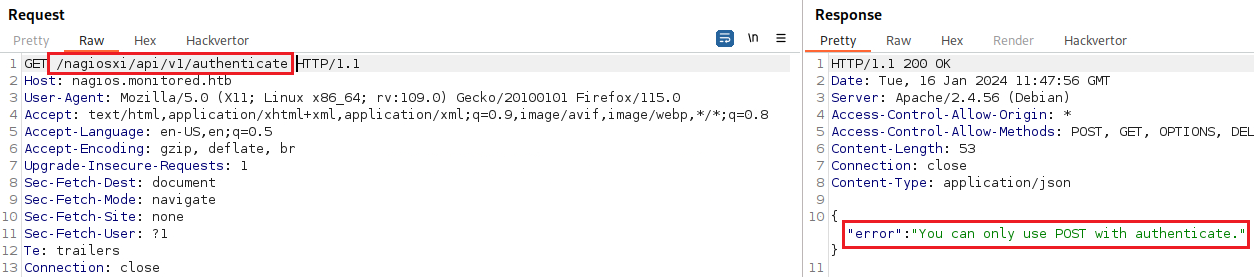 Request
Pretty Raw Hex Hackvertor \n
1 GET /nagiosxi/api/v1/authenticate HTTP/1.1
2 Host: nagios.monitored.htb
3 User-Agent: Mozilla/5.0 (X11; Linux x86_64; rv:109.0) Gecko/20100101 Firefox/115.0
4 Accept: text/html,application/xhtml+xml,application/xml;q=0.9,image/avif,image/webp,*/*;q=0.8
5 Accept-Language: en-US,en;q=0.5
6 Accept-Encoding: gzip, deflate, br
7 Upgrade-Insecure-Requests: 1
8 Sec-Fetch-Dest: document
9 Sec-Fetch-Mode: navigate
10 Sec-Fetch-Site: none
11 Sec-Fetch-User: ?1
12 Te: trailers
13 Connection: close
Response
Pretty Raw Hex Render Hackvertor
1 HTTP/1.1 200 OK
2 Date: Tue, 16 Jan 2024 11:47:56 GMT
3 Server: Apache/2.4.56 (Debian)
4 Access-Control-Allow-Origin: *
5 Access-Control-Allow-Methods: POST, GET, OPTIONS, DEL
6 Content-Length: 53
7 Connection: close
8 Content-Type: application/json
9
10 {
"error":"You can only use POST with authenticate."
}
11